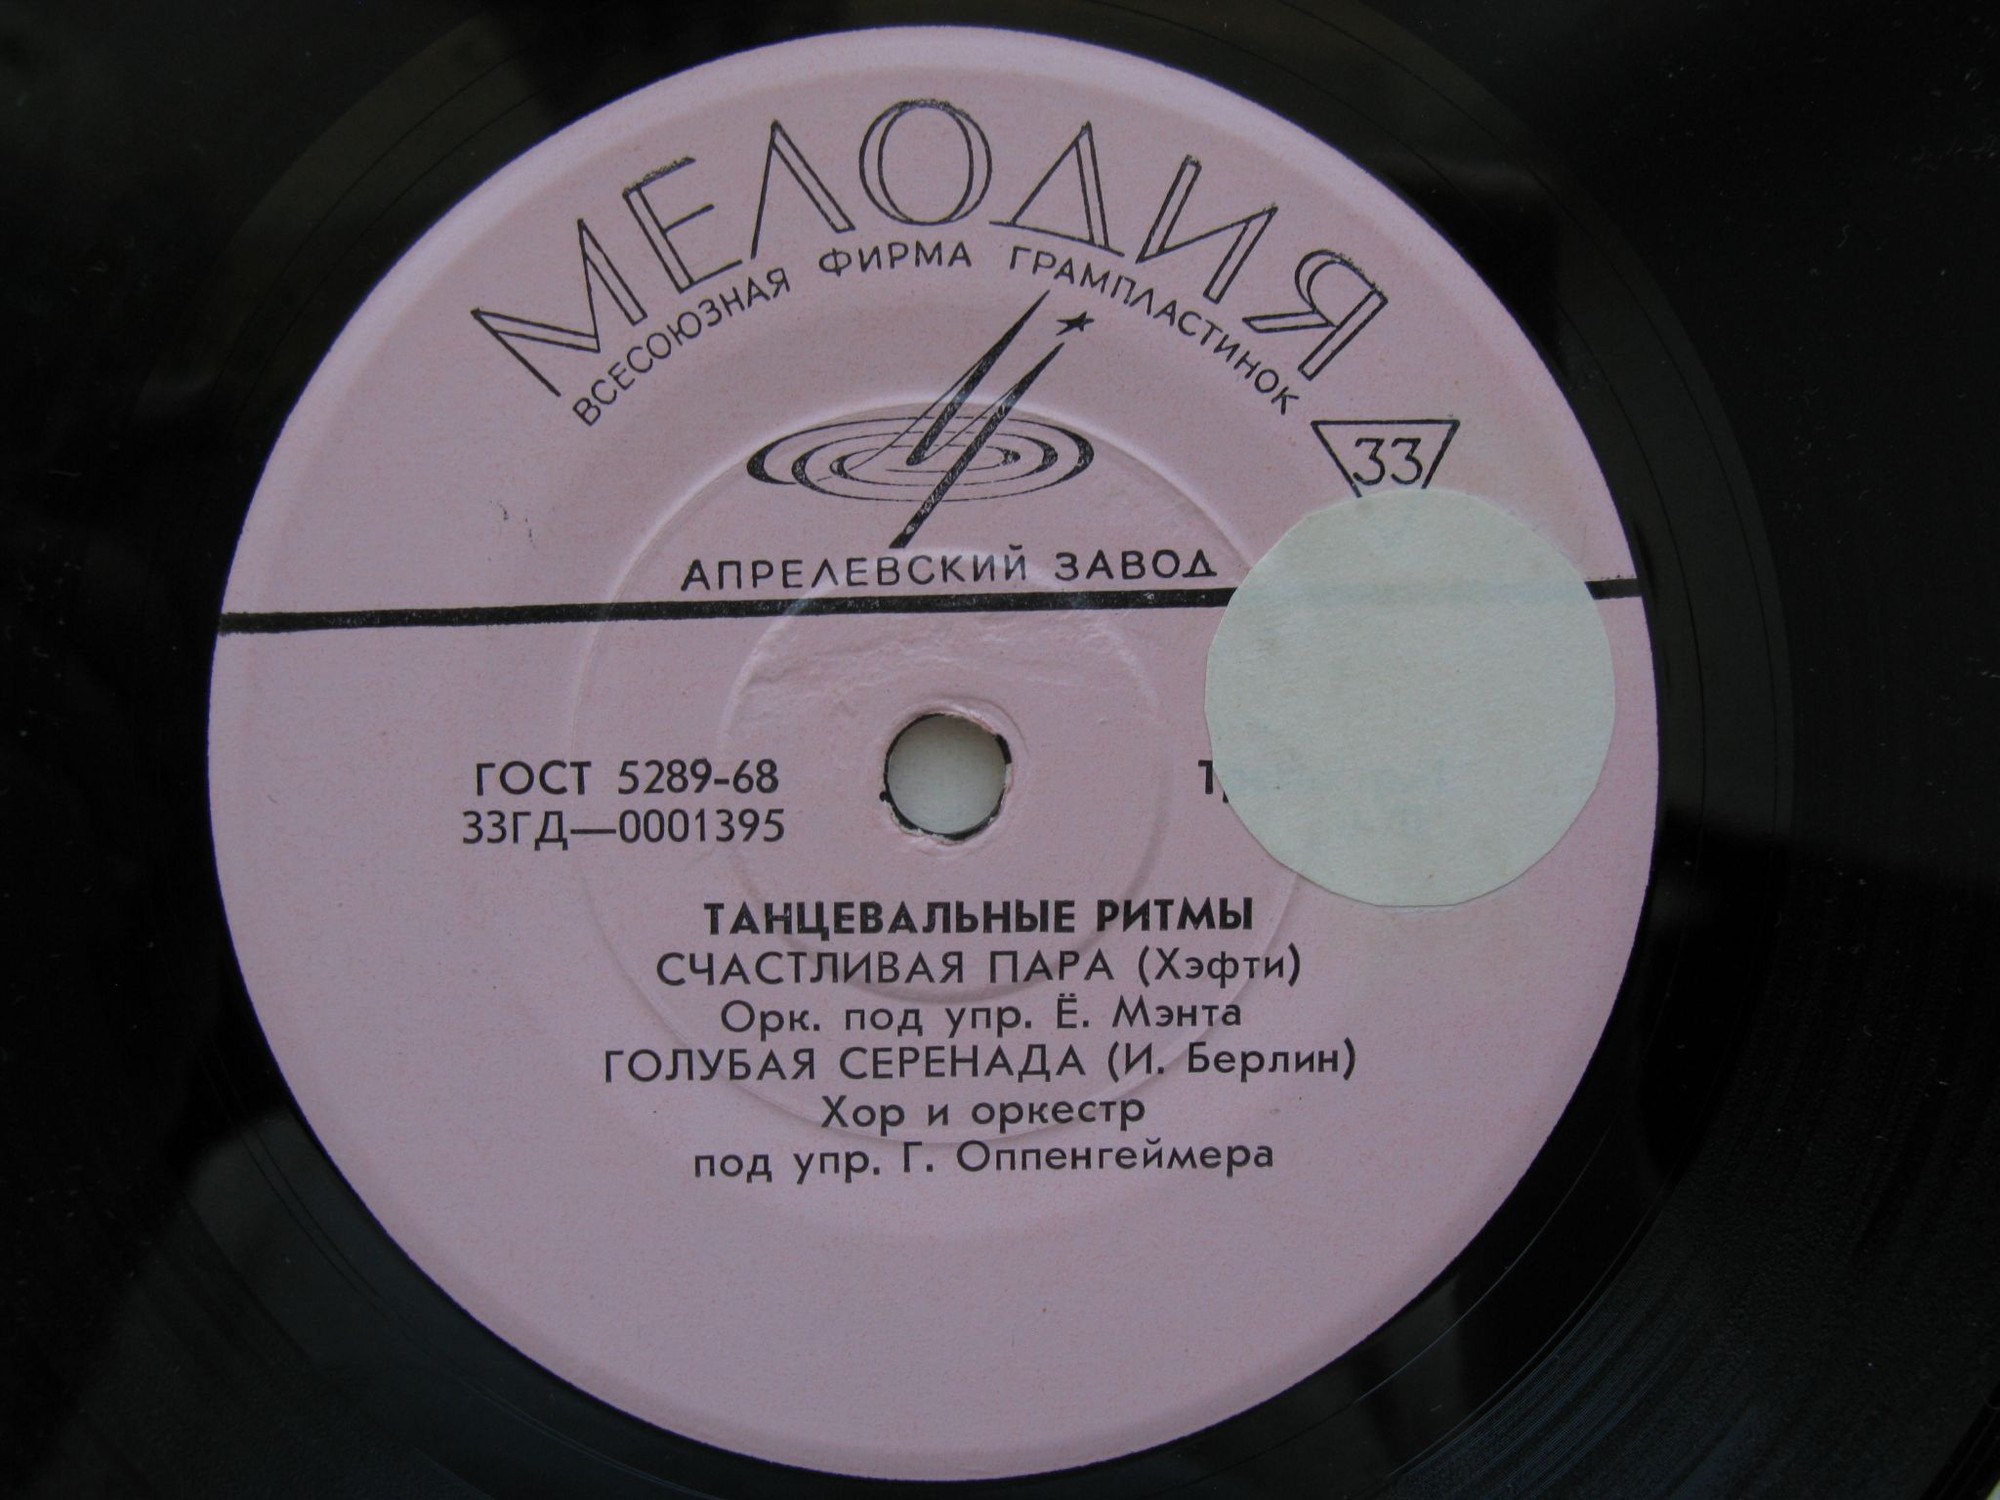 МЕЛОДИЯ
ВСЕСОЮЗНАЯ ФИРМА ГРАМПЛАСТИНОК
33
АПРЕЛЕВСКИЙ ЗАВОД
ГОСТ 5289-68
33ГД—0001395
ТАНЦЕВАЛЬНЫЕ РИТМЫ
СЧАСТЛИВАЯ ПАРА (Хэфти)
Орк. под упр. Ё. Мэнта
ГОЛУБАЯ СЕРЕНАДА (И. Берлин)
Хор и оркестр
под упр. Г. Оппенгеймера